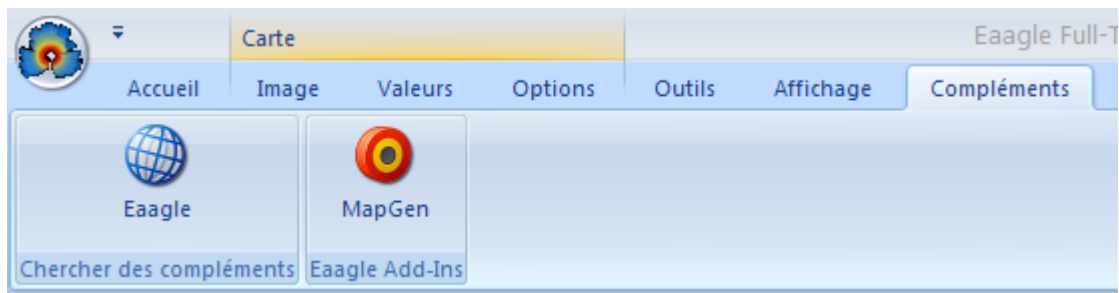 Carte
Eaagle Full-T
Accueil Image Valeurs Options Outils Affichage Compléments
Eaagle MapGen
Chercher des compléments Eaagle Add-Ins